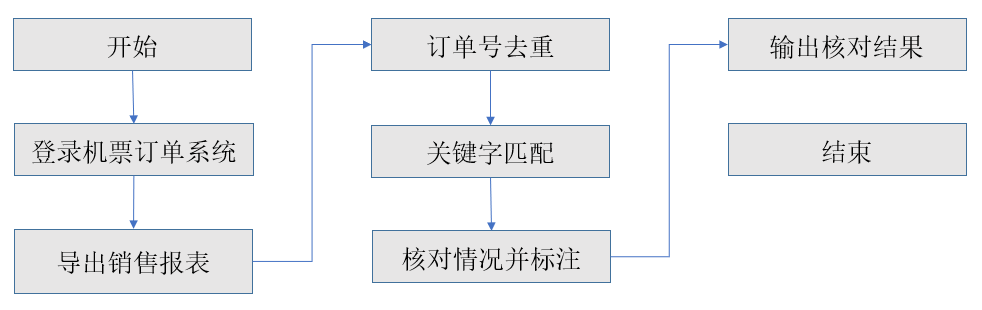 开始
登录机票订单系统
导出销售报表
订单号去重
关键字匹配
核对情况并标注
输出核对结果
结束